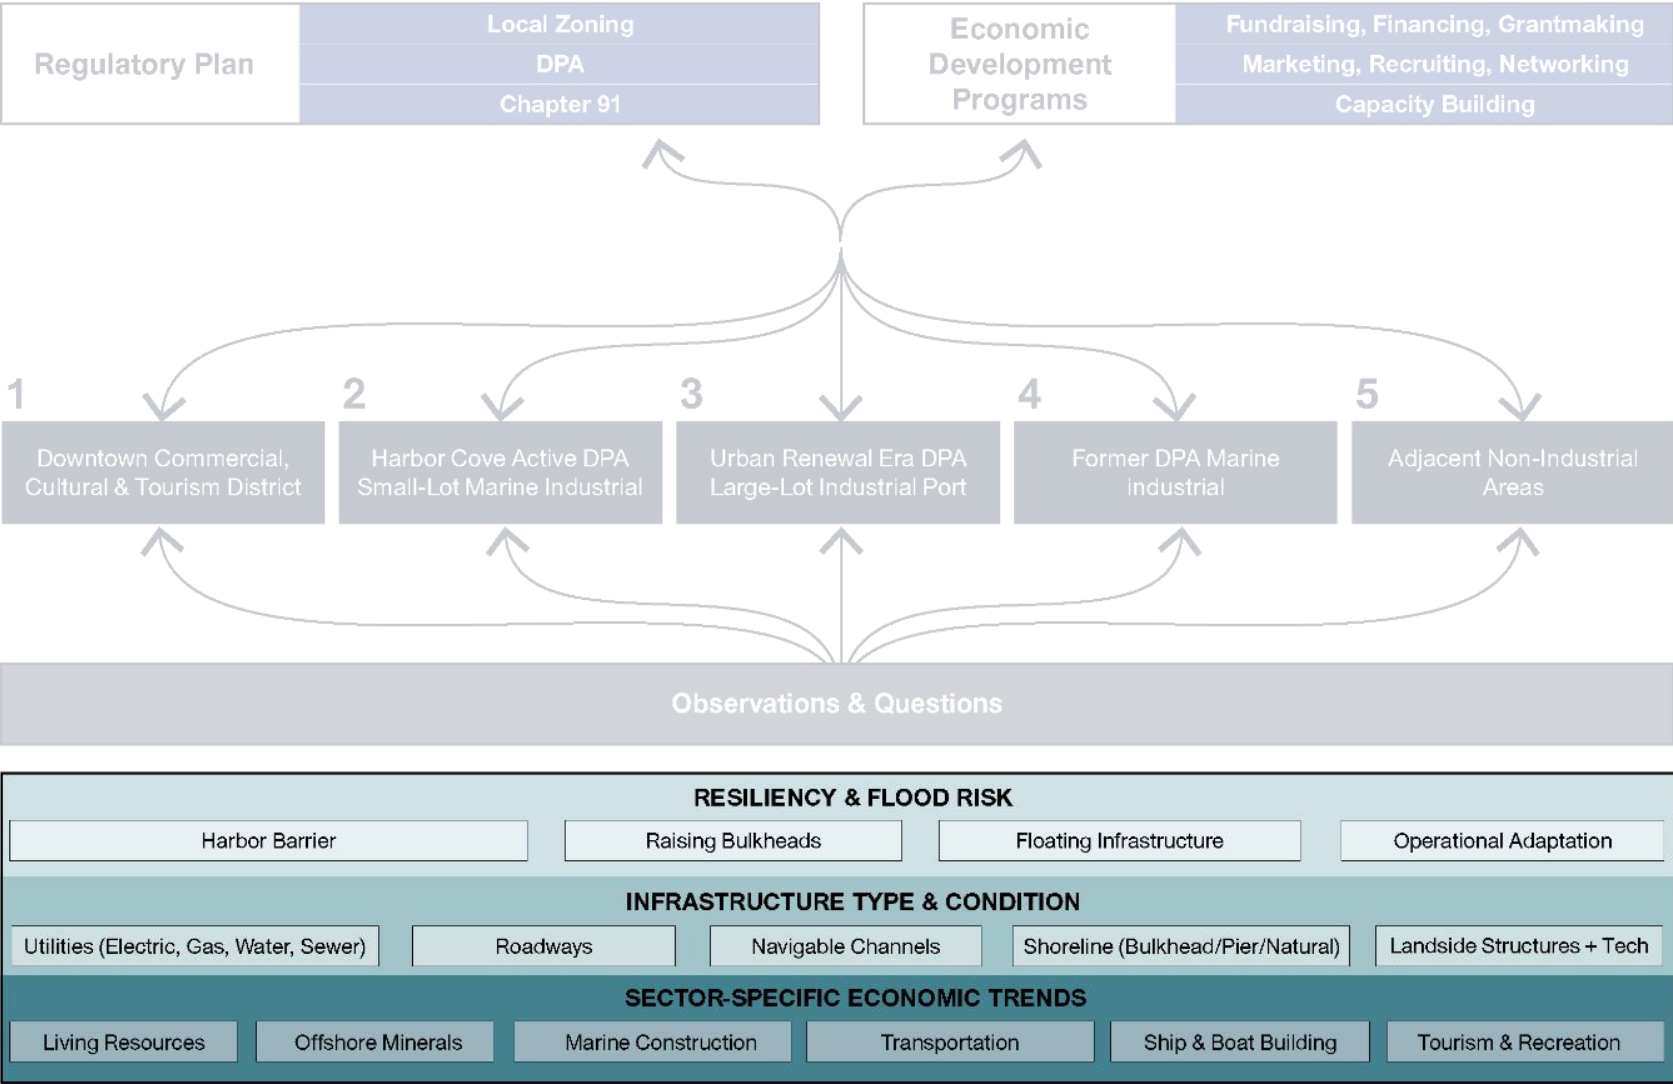 Regulatory Plan
Local Zoning
DPA
Chapter 91
Economic
Development
Programs
Fundraising, Financing, Grantmaking
Marketing, Recruiting, Networking
Capacity Building
1
Downtown Commercial,
Cultural & Tourism District
2
Harbor Cove Active DPA
Small-Lot Marine Industrial
3
Urban Renewal Era DPA
Large-Lot Industrial Port
4
Former DPA Marine
industrial
5
Adjacent Non-Industrial
Areas
Observations & Questions
RESILIENCY & FLOOD RISK
Harbor Barrier
Raising Bulkheads
Floating Infrastructure
Operational Adaptation
INFRASTRUCTURE TYPE & CONDITION
Utilities (Electric, Gas, Water, Sewer)
Roadways
Navigable Channels
Shoreline (Bulkhead/Pier/Natural)
Landside Structures + Tech
SECTOR-SPECIFIC ECONOMIC TRENDS
Living Resources
Offshore Minerals
Marine Construction
Transportation
Ship & Boat Building
Tourism & Recreation